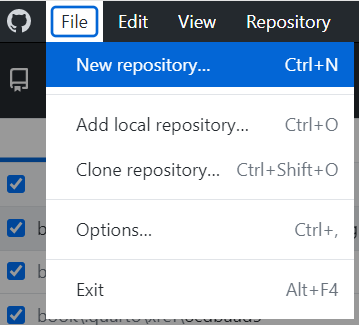 File Edit View Repository
New repository... Ctrl+N
Add local repository... Ctrl+O
Clone repository... Ctrl+Shift+O
Options... Ctrl+,
Exit Alt+F4